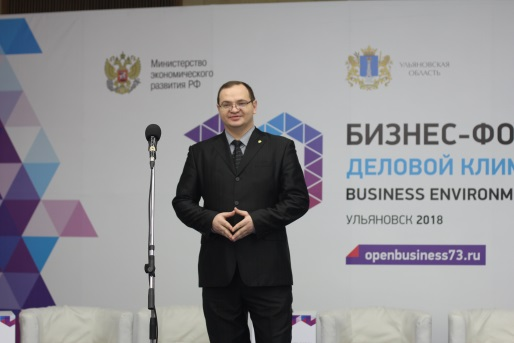 Министерство
экономического
развития РФ
УЛЬЯНОВСКАЯ
ОБЛАСТЬ
БИЗНЕС-ФО
ДЕЛОВОЙ КЛИМ
BUSINESS ENVIRONM
УЛЬЯНОВСК 2018
openbusiness73.ru